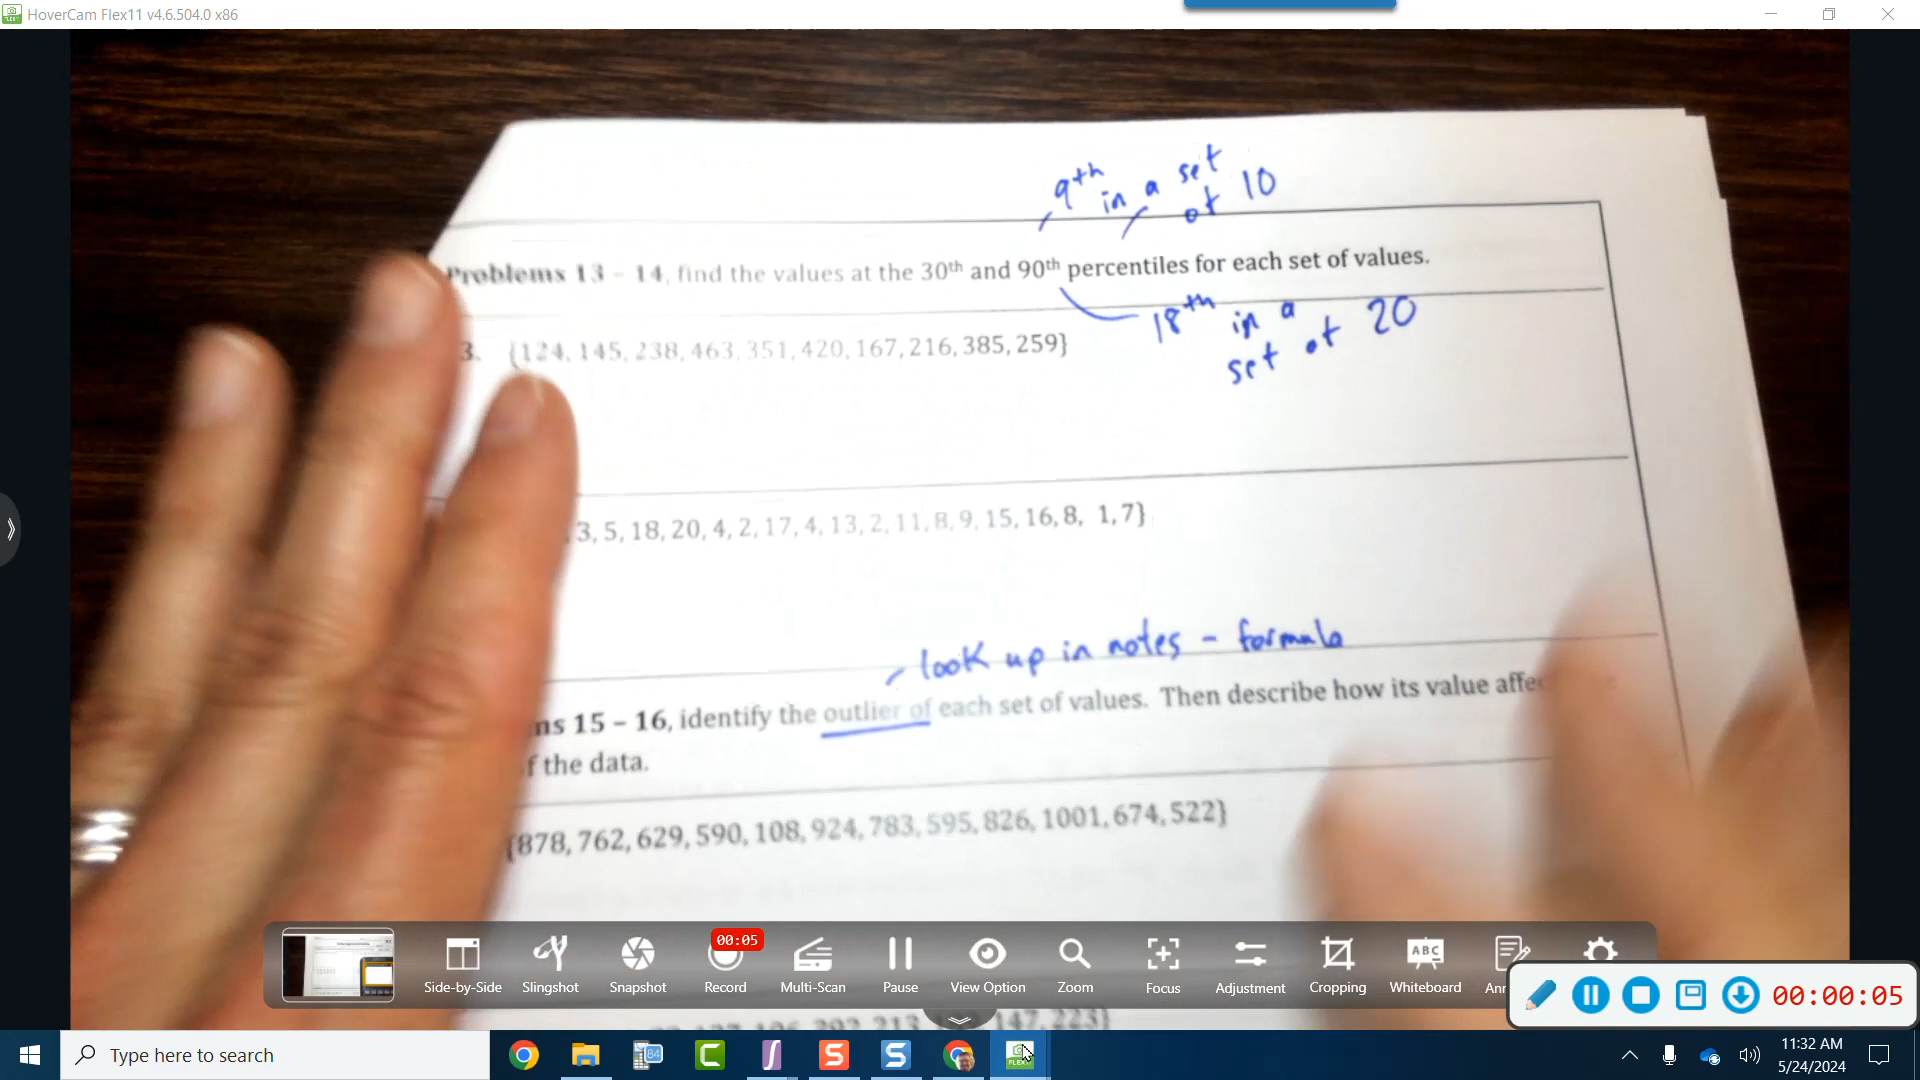 HoverCam Flex11 v4.6.504.0 x86
9th in a set
of 10
Problems 13 – 14, find the values at the 30th and 90th percentiles for each set of values.
18th in a
set of 20
3. {124, 145, 238, 463, 351, 420, 167, 216, 385, 259}
3, 5, 18, 20, 4, 2, 17, 4, 13, 2, 11, 8, 9, 15, 16, 8, 1, 7}
look up in notes - formula
ms 15 – 16, identify the outlier of each set of values. Then describe how its value affe
f the data.
{878, 762, 629, 590, 108, 924, 783, 595, 826, 1001, 674, 522}
147, 223}
00:05
Side-by-Side Slingshot Snapshot Record Multi-Scan Pause View Option Zoom Focus Adjustment Cropping Whiteboard Ann
ABC
00:00:05
Type here to search
84
FLEX
11:32 AM
5/24/2024